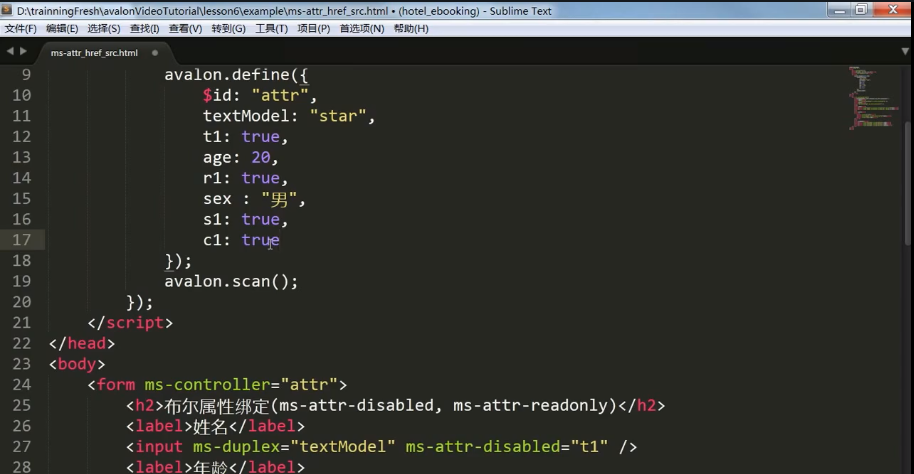 D:\trainningFresh\avalonVideoTutorial\lesson6\example\ms-attr_href_src.html • (hotel_ebooking) - Sublime Text
文件(F) 编辑(E) 选择(S) 查找(I) 查看(V) 转到(G) 工具(T) 项目(P) 首选项(N) 帮助(H)
ms-attr_href_src.html
9 avalon.define({
10 $id: "attr",
11 textModel: "star",
12 t1: true,
13 age: 20,
14 r1: true,
15 sex : "男",
16 s1: true,
17 c1: true
18 });
19 avalon.scan();
20 });
21 </script>
22 </head>
23 <body>
24 <form ms-controller="attr">
25 <h2>布尔属性绑定(ms-attr-disabled, ms-attr-readonly)</h2>
26 <label>姓名</label>
27 <input ms-duplex="textModel" ms-attr-disabled="t1" />
28 <label>年龄</label>